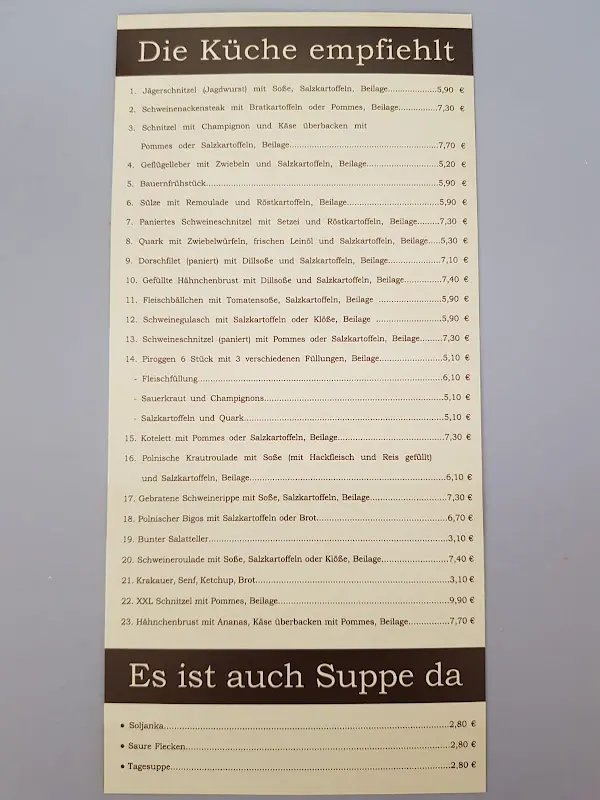 Die Küche empfiehlt
1. Jägerschnitzel (Jagdwurst) mit Soße, Salzkartoffeln, Beilage..................5,90 €
2. Schweinenackensteak mit Bratkartoffeln oder Pommes, Beilage..............7,30 €
3. Schnitzel mit Champignon und Käse überbacken mit
Pommes oder Salzkartoffeln, Beilage......................................................7,70 €
4. Geflügelleber mit Zwiebeln und Salzkartoffeln, Beilage..........................5,20 €
5. Bauernfrühstück.....................................................................................5,90 €
6. Sülze mit Remoulade und Röstkartoffeln, Beilage.................................5,90 €
7. Paniertes Schweineschnitzel mit Setzei und Röstkartoffeln, Beilage........7,30 €
8. Quark mit Zwiebelwürfeln, frischen Leinöl und Salzkartoffeln, Beilage.....5,30 €
9. Dorschfilet (paniert) mit Dillsoße und Salzkartoffeln, Beilage...................7,10 €
10. Gefüllte Hähnchenbrust mit Dillsoße und Salzkartoffeln, Beilage.............7,40 €
11. Fleischbällchen mit Tomatensoße, Salzkartoffeln, Beilage .......................5,90 €
12. Schweinegulasch mit Salzkartoffeln oder Klöße, Beilage .........................5,90 €
13. Schweineschnitzel (paniert) mit Pommes oder Salzkartoffeln, Beilage........7,30 €
14. Piroggen 6 Stück mit 3 verschiedenen Füllungen, Beilage.......................5,10 €
- Fleischfüllung.........................................................................................6,10 €
- Sauerkraut und Champignons.................................................................5,10 €
- Salzkartoffeln und Quark........................................................................5,10 €
15. Kotelett mit Pommes oder Salzkartoffeln, Beilage.......................................7,30 €
16. Polnische Krautroulade mit Soße (mit Hackfleisch und Reis gefüllt)
und Salzkartoffeln, Beilage.......................................................................6,10 €
17. Gebratene Schweinerippe mit Soße, Salzkartoffeln, Beilage............................7,30 €
18. Polnischer Bigos mit Salzkartoffeln oder Brot................................................6,70 €
19. Bunter Salatteller...................................................................................3,10 €
20. Schweineroulade mit Soße, Salzkartoffeln oder Klöße, Beilage........................7,40 €
21. Krakauer, Senf, Ketchup, Brot......................................................................3,10 €
22. XXL Schnitzel mit Pommes, Beilage..............................................................9,90 €
23. Hähnchenbrust mit Ananas, Käse überbacken mit Pommes, Beilage...............7,70 €
Es ist auch Suppe da
• Soljanka....................................................................................................2,80 €
• Saure Flecken.............................................................................................2,80 €
• Tagesuppe..................................................................................................2,80 €